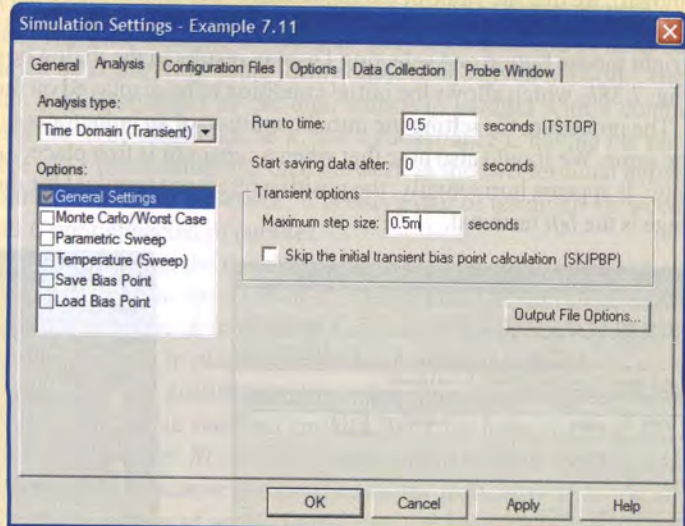 Simulation Settings - Example 7.11
General Analysis Configuration Files Options Data Collection Probe Window
Analysis type:
Time Domain (Transient)
Options:
General Settings
Monte Carlo/Worst Case
Parametric Sweep
Temperature (Sweep)
Save Bias Point
Load Bias Point
Run to time: 0.5 seconds (TSTOP)
Start saving data after: 0 seconds
Transient options
Maximum step size: 0.5m seconds
Skip the initial transient bias point calculation (SKIPBP)
Output File Options...
OK Cancel Apply Help